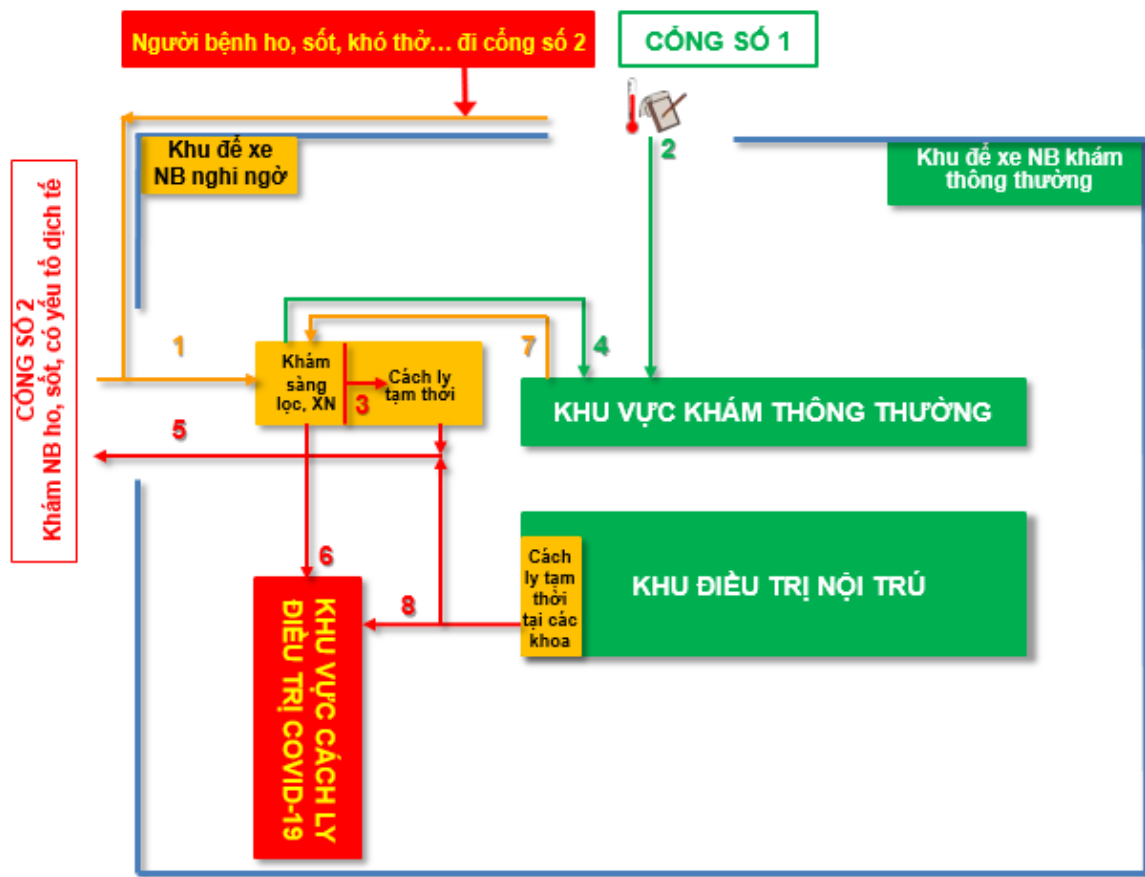 Người bệnh ho, sốt, khó thở... đi cổng số 2
CỔNG SỐ 1
2
Khu để xe
NB nghi ngờ
Khu để xe NB khám
thông thường
CỔNG SỐ 2
Khám NB ho, sốt, có yếu tố dịch tế
1
7
4
Khám
sàng
lọc, XN
3
Cách ly
tạm thời
KHU VỰC KHÁM THÔNG THƯỜNG
5
6
Cách
ly tạm
thời
tại các
khoa
KHU ĐIỀU TRỊ NỘI TRÚ
8
KHU VỰC CÁCH LY
ĐIỀU TRỊ COVID-19